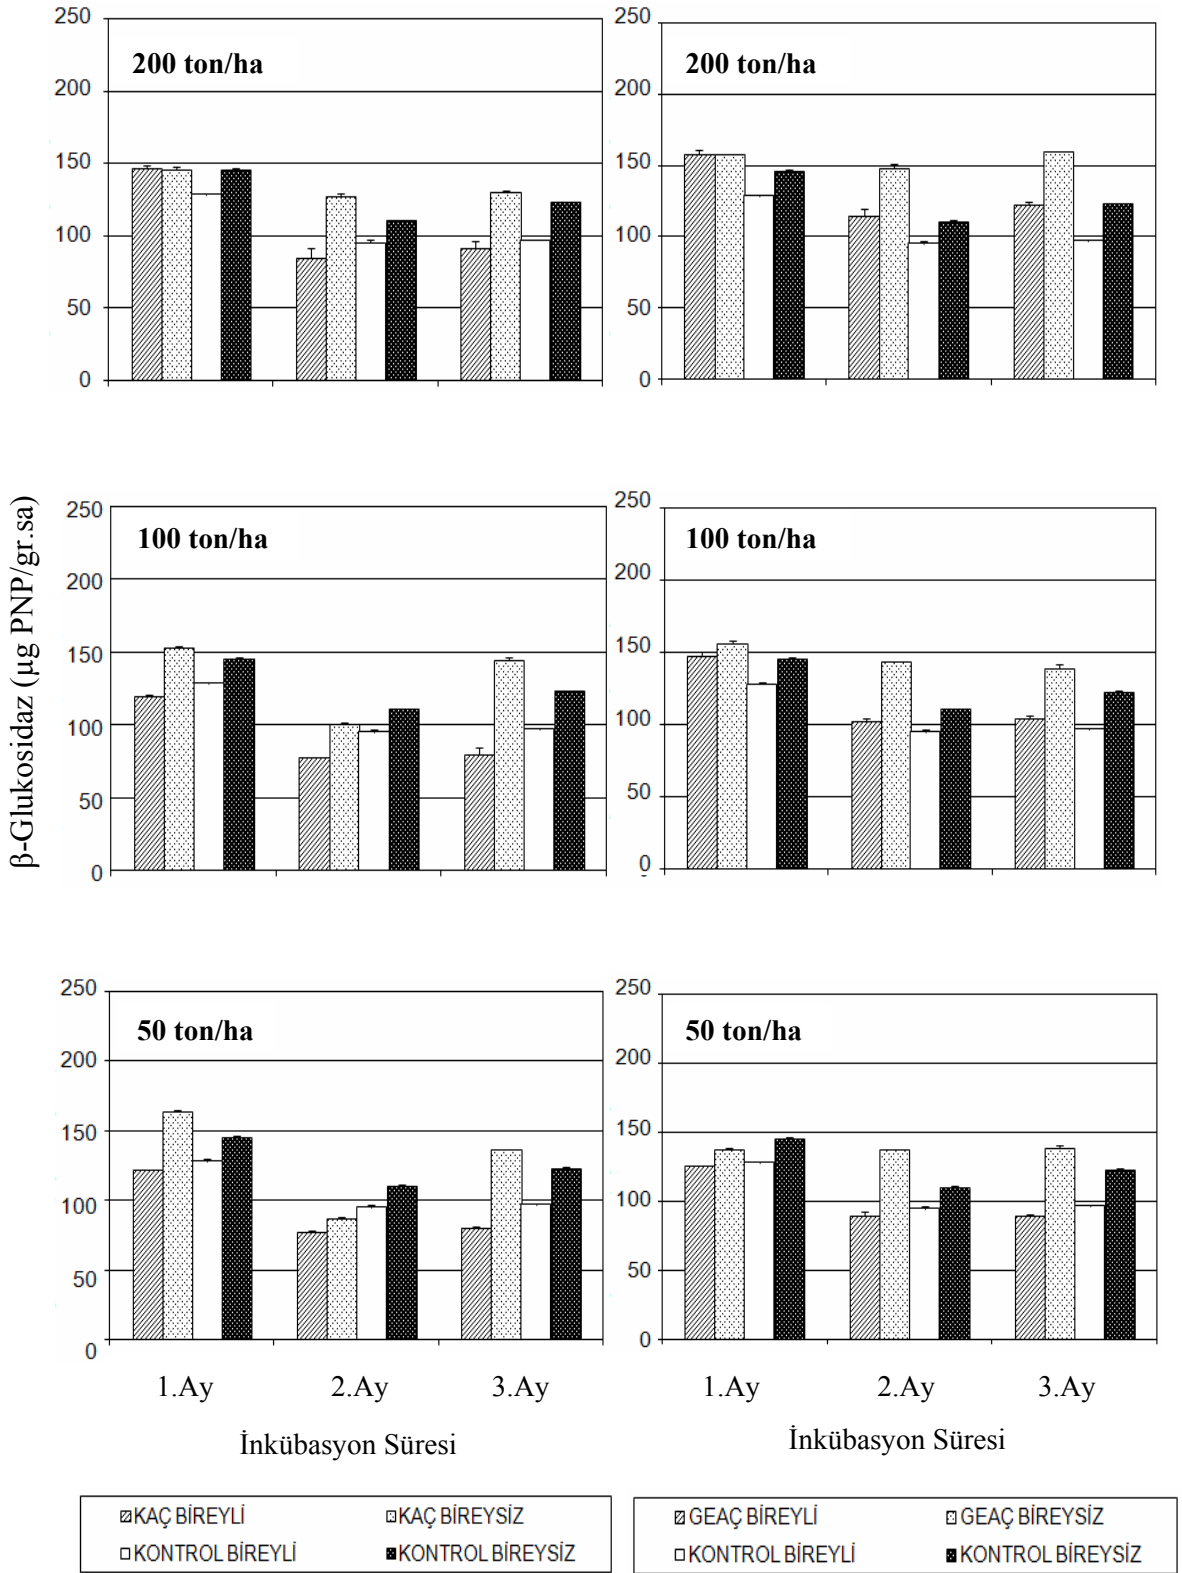 250
200
150
100
50
0
200 ton/ha
250
200
150
100
50
0
200 ton/ha
β-Glukosidaz (µg PNP/gr.sa)
250
200
150
100
50
0
100 ton/ha
250
200
150
100
50
0
100 ton/ha
250
200
150
100
50
0
50 ton/ha
1.Ay 2.Ay 3.Ay
İnkübasyon Süresi
250
200
150
100
50
0
50 ton/ha
1.Ay 2.Ay 3.Ay
İnkübasyon Süresi
KAÇ BİREYLİ KAÇ BİREYSİZ
KONTROL BİREYLİ KONTROL BİREYSİZ
GEAÇ BİREYLİ GEAÇ BİREYSİZ
KONTROL BİREYLİ KONTROL BİREYSİZ